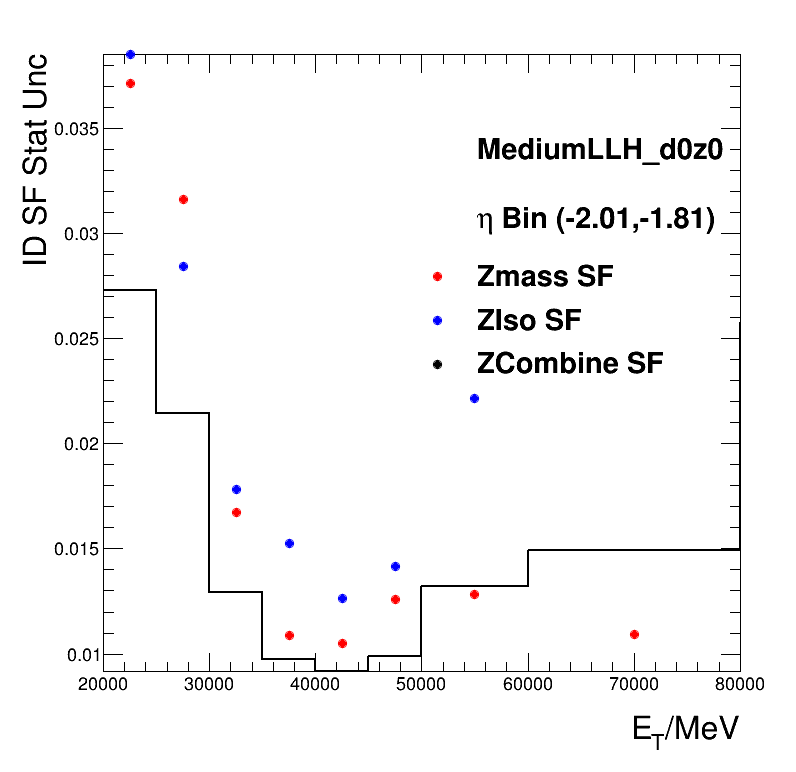 ID SF Stat Unc
0.035
0.03
0.025
0.02
0.015
0.01
MediumLLH_d0z0
η Bin (-2.01,-1.81)
Zmass SF
ZIso SF
ZCombine SF
20000 30000 40000 50000 60000 70000 80000
E_T/MeV